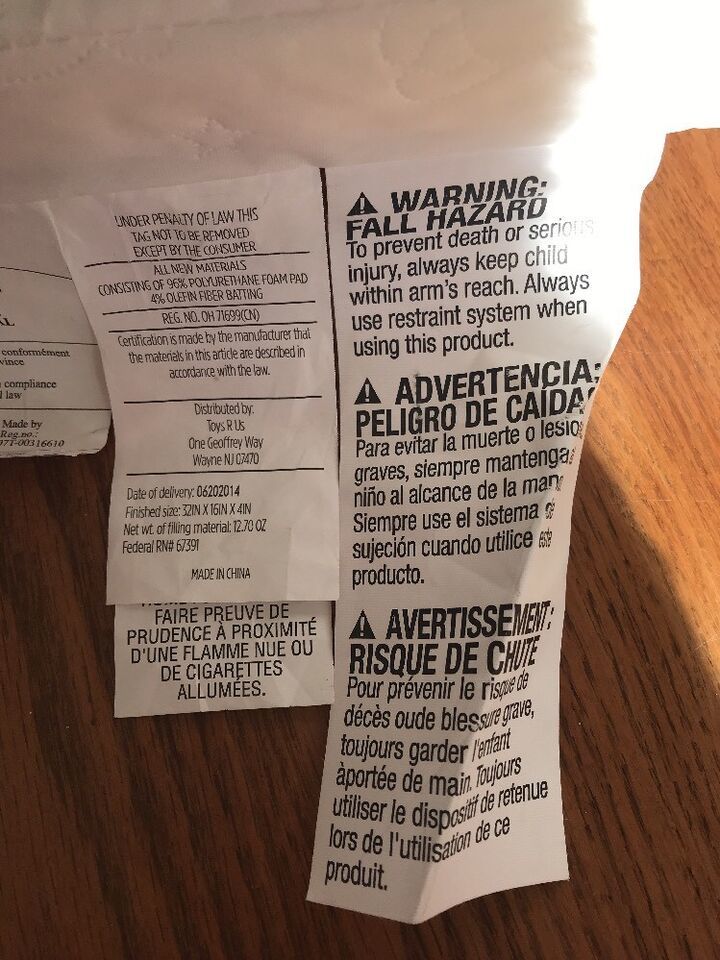 L
conformément
vince
compliance
l law
Made by
Reg.no.:
97T-00316610
UNDER PENALTY OF LAW THIS
TAG NOT TO BE REMOVED
EXCEPT BY THE CONSUMER
ALL NEW MATERIALS
CONSISTING OF 96% POLYURETHANE FOAM PAD
4% OLEFIN FIBER BATTING
REG. NO. OH 71699(CN)
Certification is made by the manufacturer that
the materials in this article are described in
accordance with the law.
Distributed by:
Toys R Us
One Geoffrey Way
Wayne NJ 07470
Date of delivery: 06202014
Finished size: 32IN X 16IN X 4IN
Net wt. of filling material: 12.70 OZ
Federal RN# 67391
MADE IN CHINA
FAIRE PREUVE DE
PRUDENCE À PROXIMITÉ
D'UNE FLAMME NUE OU
DE CIGARETTES
ALLUMÉES.
⚠ WARNING:
FALL HAZARD
To prevent death or serious
injury, always keep child
within arm's reach. Always
use restraint system when
using this product.
⚠ ADVERTENCIA:
PELIGRO DE CAIDA
Para evitar la muerte o lesio
graves, siempre mantenga
niño al alcance de la mano
Siempre use el sistema de
sujeción cuando utilice este
producto.
⚠ AVERTISSEMENT:
RISQUE DE CHUTE
Pour prévenir le risque de
décès oude blessure grave,
toujours garder l'enfant
àportée de main. Toujours
utiliser le dispositif de retenue
lors de l'utilisation de ce
produit.